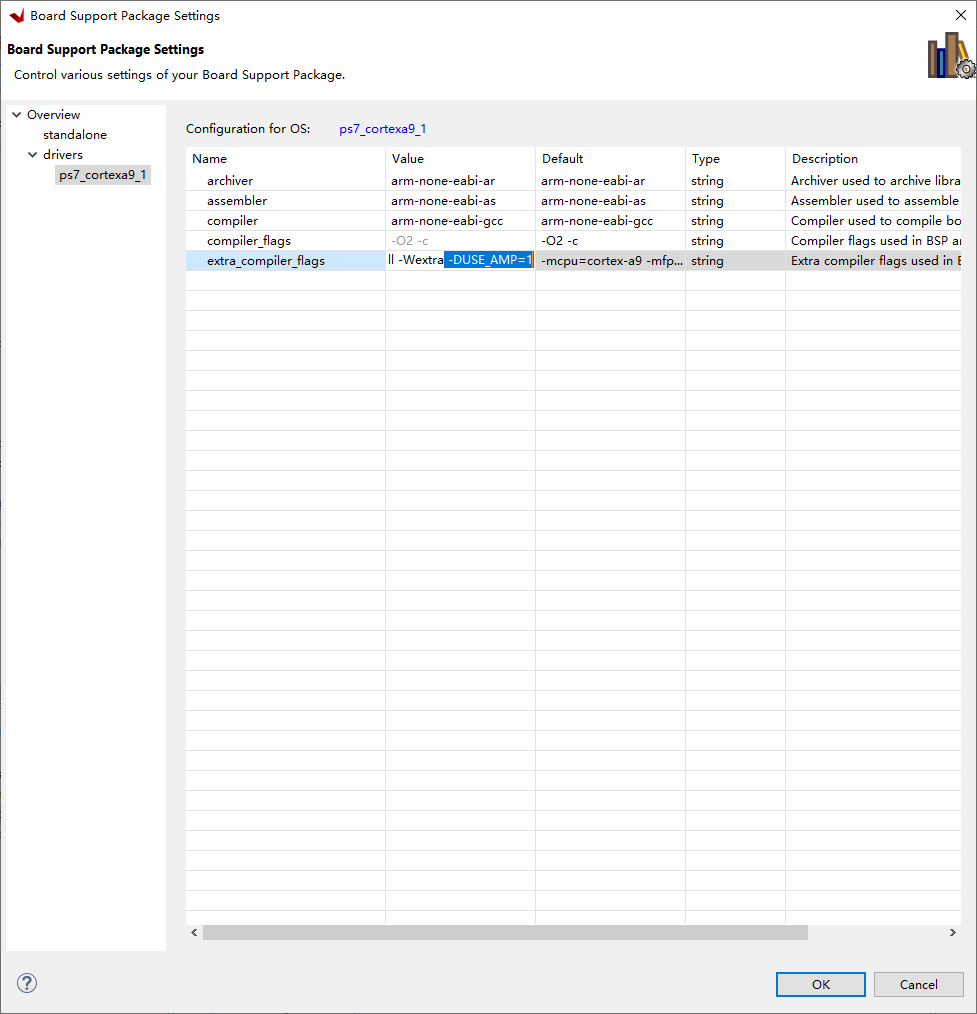 Board Support Package Settings
Board Support Package Settings
Control various settings of your Board Support Package.
Overview
standalone
drivers
ps7_cortexa9_1
Configuration for OS: ps7_cortexa9_1
Name Value Default Type Description
archiver arm-none-eabi-ar arm-none-eabi-ar string Archiver used to archive libra
assembler arm-none-eabi-as arm-none-eabi-as string Assembler used to assemble
compiler arm-none-eabi-gcc arm-none-eabi-gcc string Compiler used to compile bo
compiler_flags -O2 -c -O2 -c string Compiler flags used in BSP ar
extra_compiler_flags ll -Wextra -DUSE_AMP=1 -mcpu=cortex-a9 -mfp... string Extra compiler flags used in B
?
OK Cancel